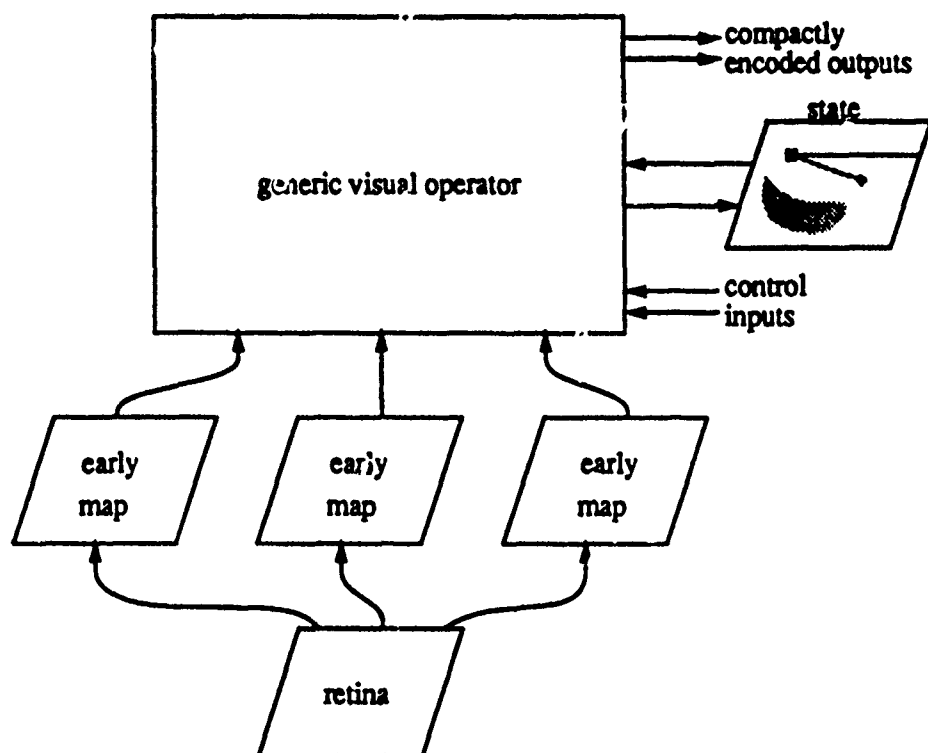 compactly
encoded outputs
state
generic visual operator
control
inputs
early
map
early
map
early
map
retina